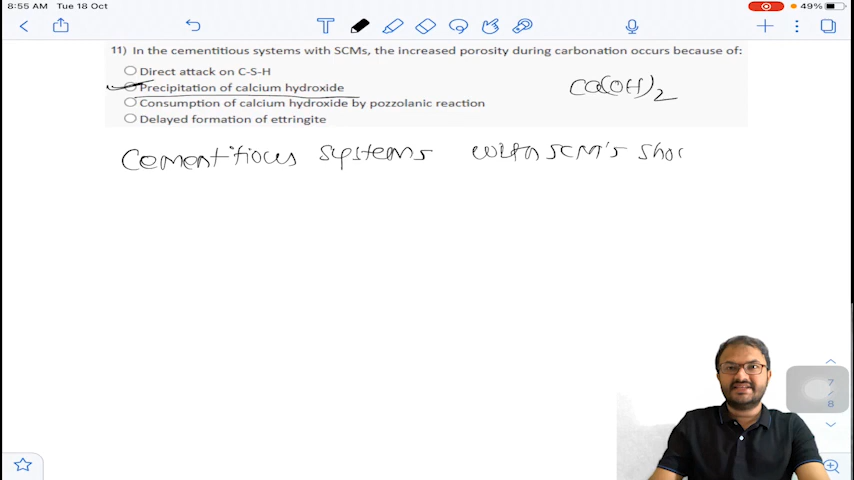 8:55 AM Tue 18 Oct
49%
11) In the cementitious systems with SCMs, the increased porosity during carbonation occurs because of:
Direct attack on C-S-H
Precipitation of calcium hydroxide
Ca(OH)2
Consumption of calcium hydroxide by pozzolanic reaction
Delayed formation of ettringite
Cementitious systems with SCM's sho
7
/
8